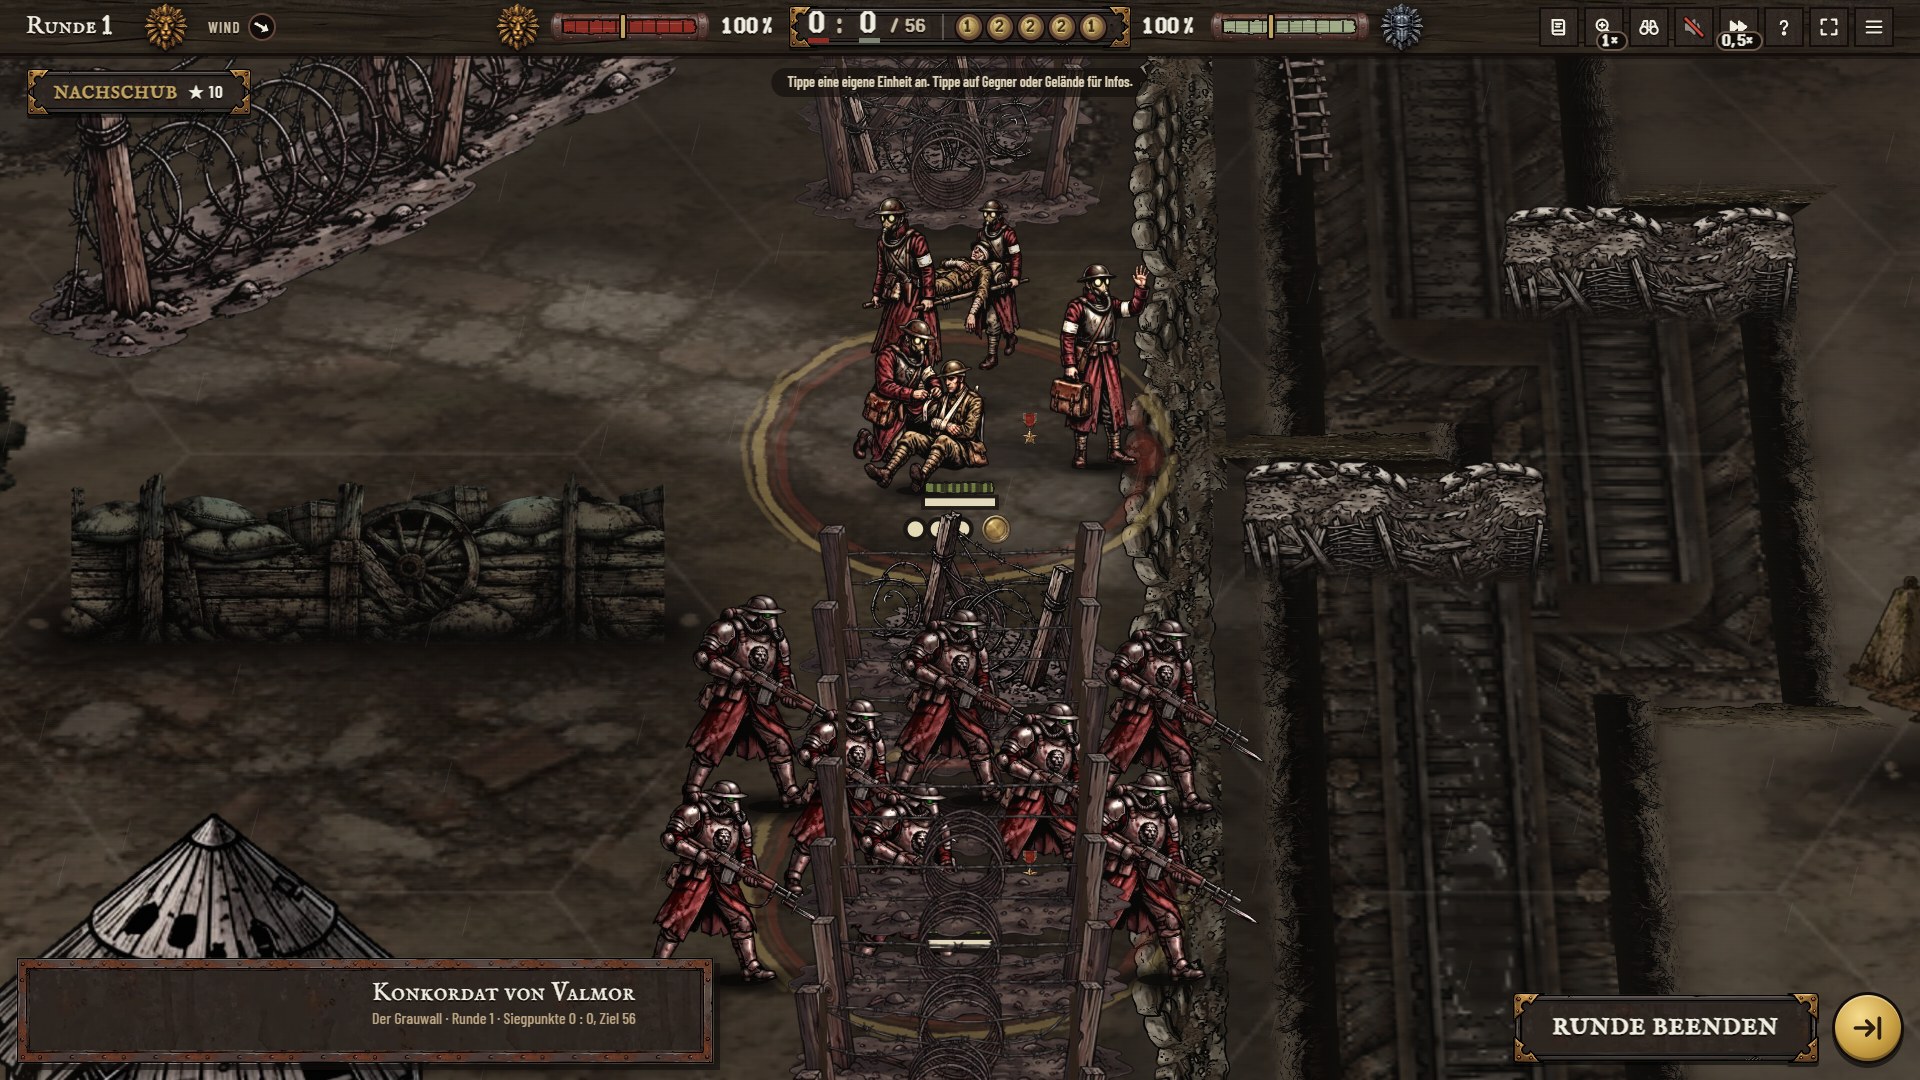 Runde 1
WIND
100 %
0 : 0 / 56
1 2 2 2 1
100 %
1×
0,5×
?
NACHSCHUB ★ 10
Tippe eine eigene Einheit an. Tippe auf Gegner oder Gelände für Infos.
Konkordat von Valmor
Der Grauwall · Runde 1 · Siegpunkte 0 : 0, Ziel 56
RUNDE BEENDEN